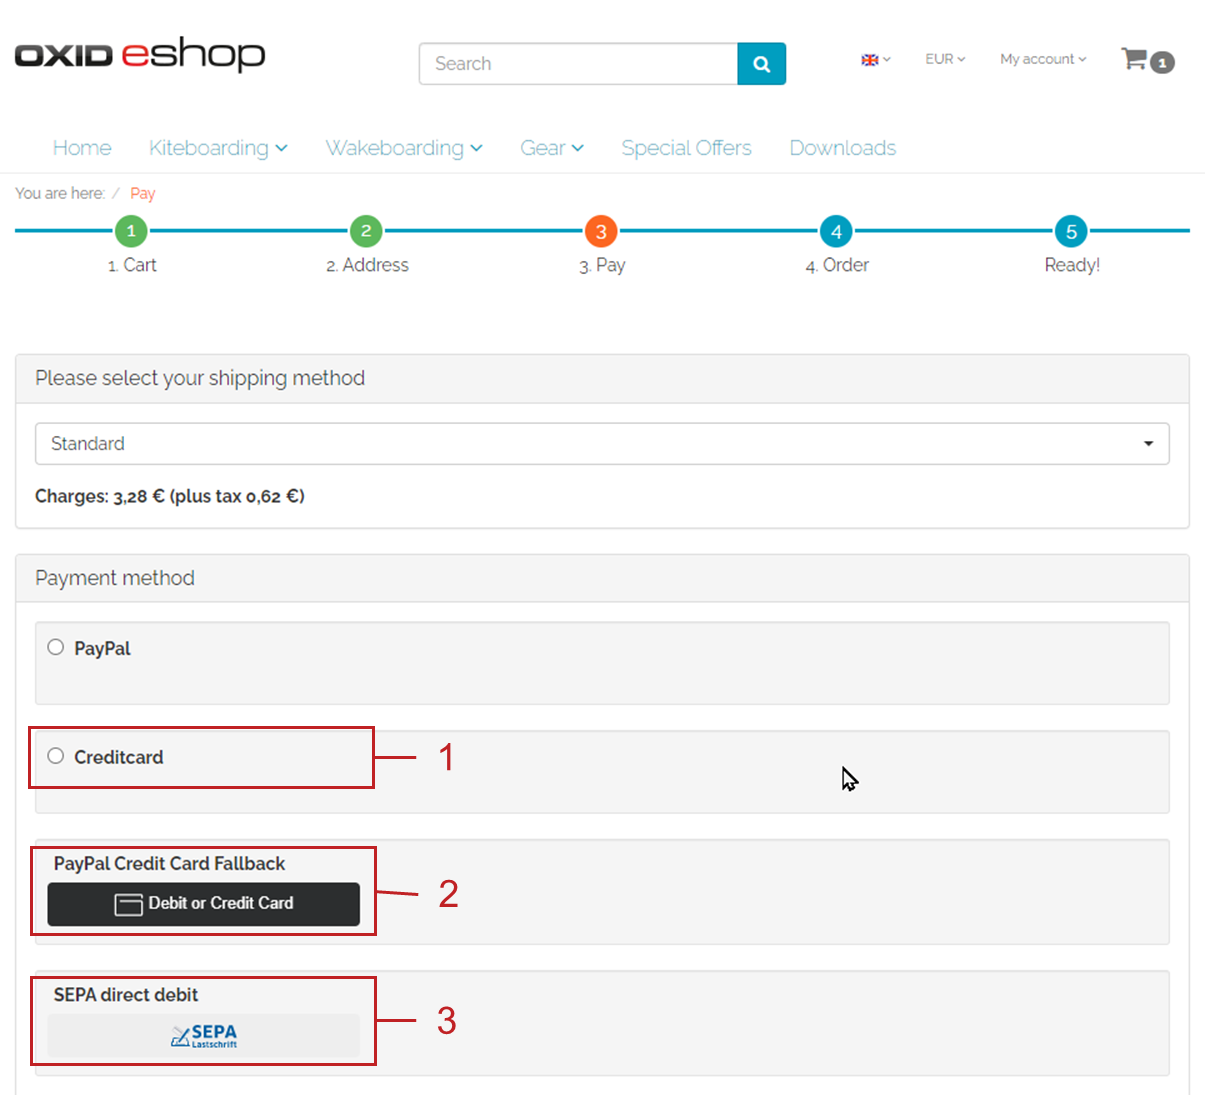 OXID eshop
Search
EUR
My account
1
Home
Kiteboarding
Wakeboarding
Gear
Special Offers
Downloads
You are here: / Pay
1
2
3
4
5
1. Cart
2. Address
3. Pay
4. Order
Ready!
Please select your shipping method
Standard
Charges: 3,28 € (plus tax 0,62 €)
Payment method
PayPal
Creditcard
1
PayPal Credit Card Fallback
Debit or Credit Card
2
SEPA direct debit
SEPA
Lastschrift
3